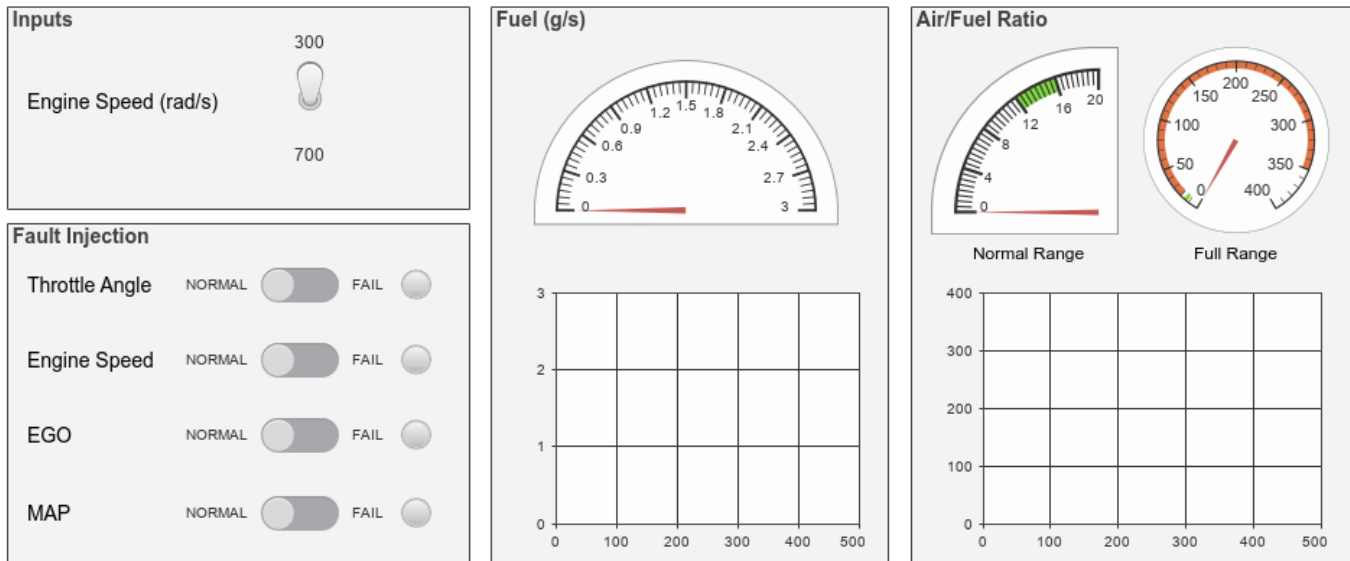 Inputs
300
Engine Speed (rad/s)
700
Fault Injection
Throttle Angle NORMAL FAIL
Engine Speed NORMAL FAIL
EGO NORMAL FAIL
MAP NORMAL FAIL
Fuel (g/s)
0 0.3 0.6 0.9 1.2 1.5 1.8 2.1 2.4 2.7 3
3
2
1
0
0 100 200 300 400 500
Air/Fuel Ratio
0 4 8 12 16 20
Normal Range
0 50 100 150 200 250 300 350 400
Full Range
400
300
200
100
0
0 100 200 300 400 500